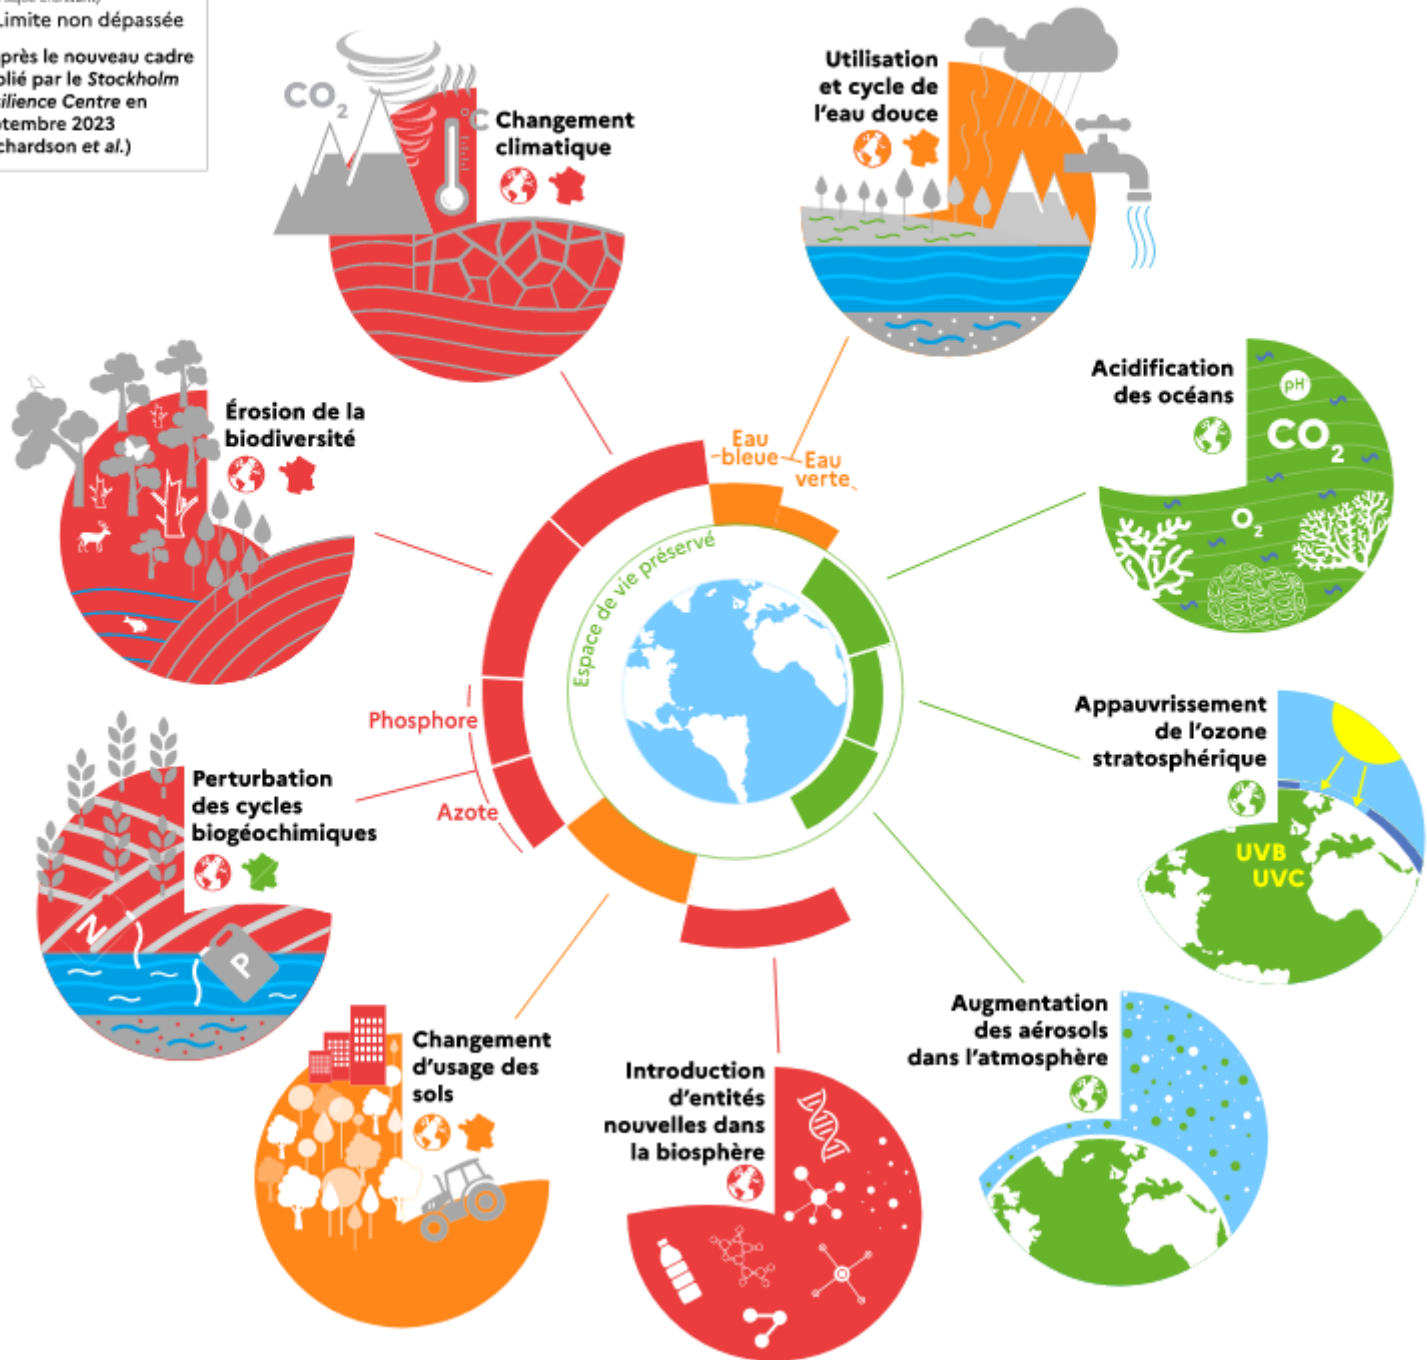 Limite non dépassée
près le nouveau cadre
blié par le Stockholm
ilience Centre en
tembre 2023
chardson et al.)
CO2
°C
Changement
climatique
Utilisation
et cycle de
l'eau douce
Acidification
des océans
pH
CO2
O2
Érosion de la
biodiversité
Eau
bleue
Eau
verte
Espace de vie préservé
Phosphore
Azote
Perturbation
des cycles
biogéochimiques
N
P
Appauvrissement
de l'ozone
stratosphérique
UVB
UVC
Changement
d'usage des
sols
Introduction
d'entités
nouvelles dans
la biosphère
Augmentation
des aérosols
dans l'atmosphère